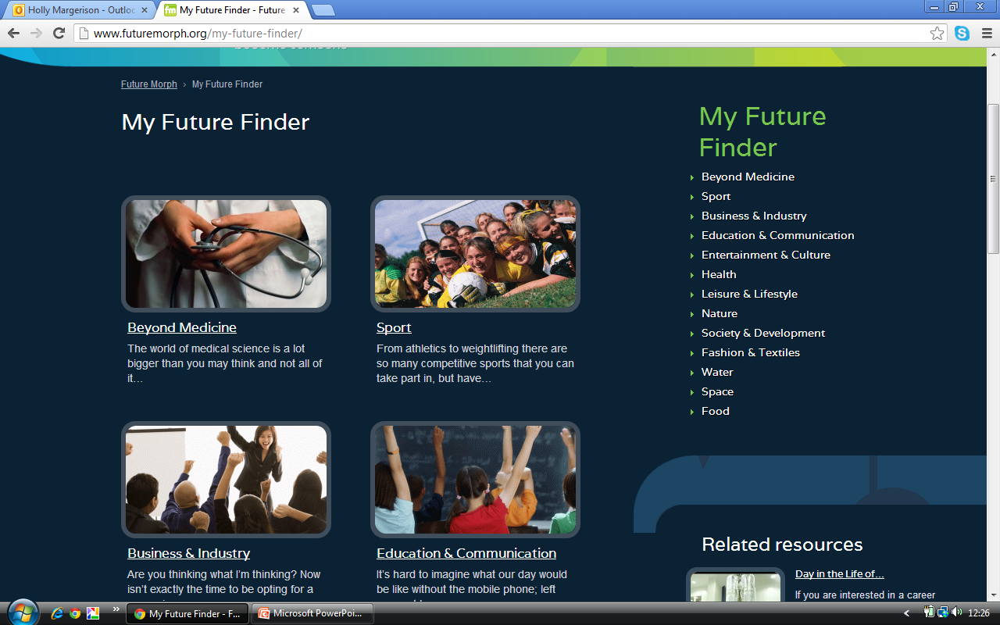 Holly Margerison - Outloo
My Future Finder - Future
www.futuremorph.org/my-future-finder/
Future Morph › My Future Finder
My Future Finder
Beyond Medicine
The world of medical science is a lot
bigger than you may think and not all of
it…
Sport
From athletics to weightlifting there are
so many competitive sports that you can
take part in, but have…
Business & Industry
Are you thinking what I'm thinking? Now
isn't exactly the time to be opting for a
Education & Communication
It's hard to imagine what our day would
be like without the mobile phone; left
My Future
Finder
Beyond Medicine
Sport
Business & Industry
Education & Communication
Entertainment & Culture
Health
Leisure & Lifestyle
Nature
Society & Development
Fashion & Textiles
Water
Space
Food
Related resources
Day in the Life of…
If you are interested in a career
My Future Finder - F...
Microsoft PowerPoi...
12:26